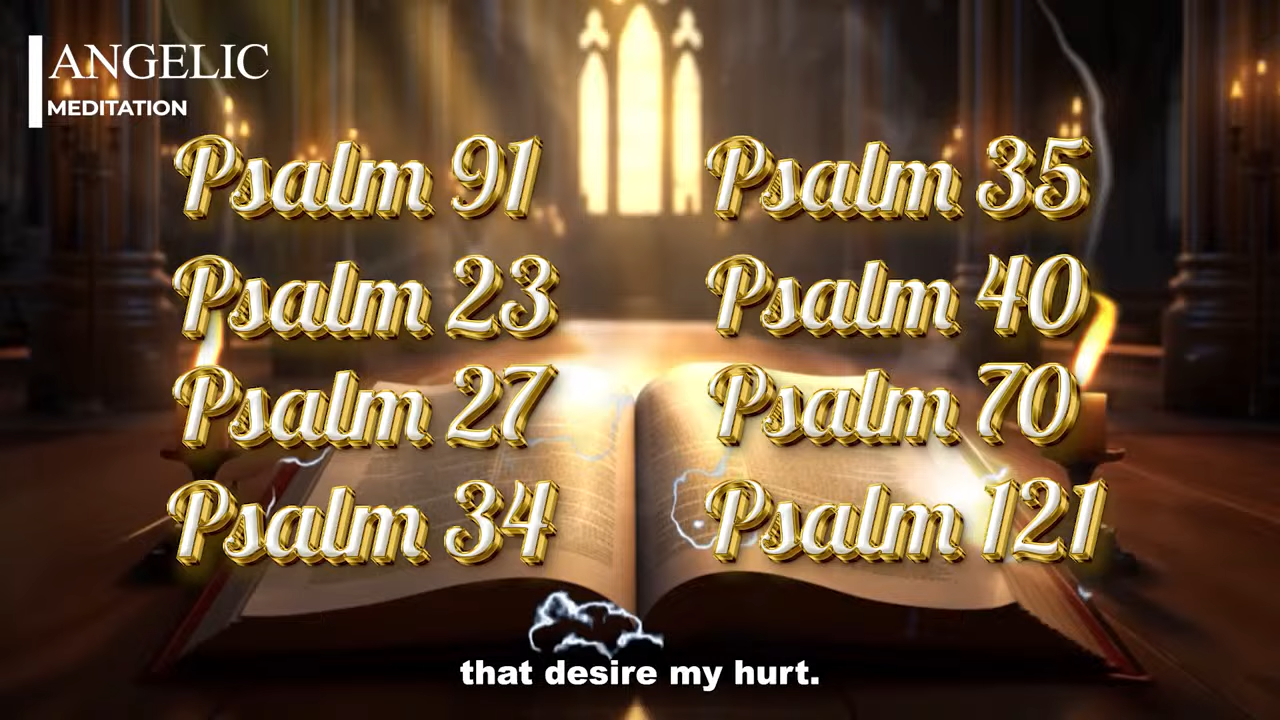 ANGELIC
MEDITATION
Psalm 91
Psalm 23
Psalm 27
Psalm 34
Psalm 35
Psalm 40
Psalm 70
Psalm 121
that desire my hurt.